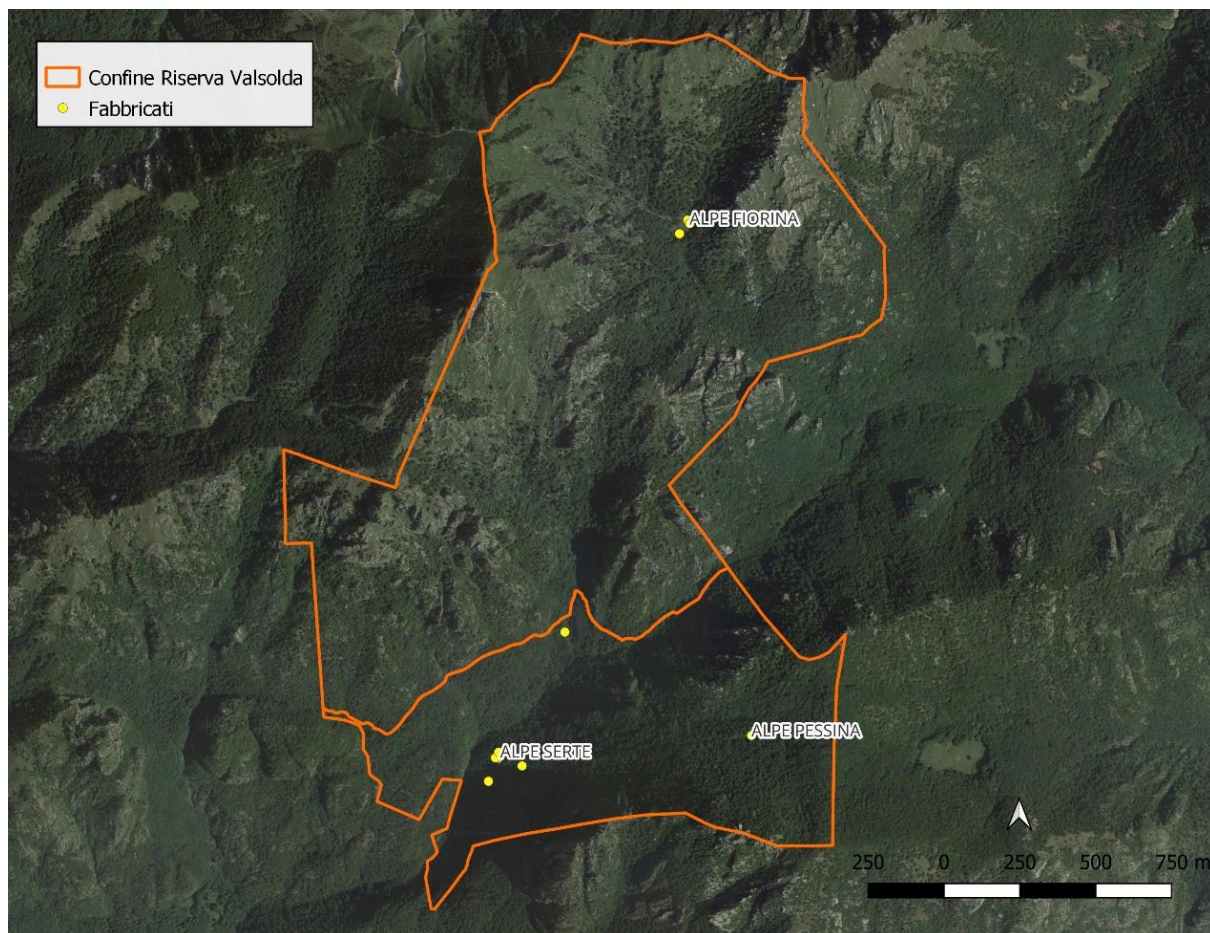 Confine Riserva Valsolda
Fabbricati
ALPE FIORINA
ALPE SERTE
ALPE PESSINA
250 0 250 500 750 m